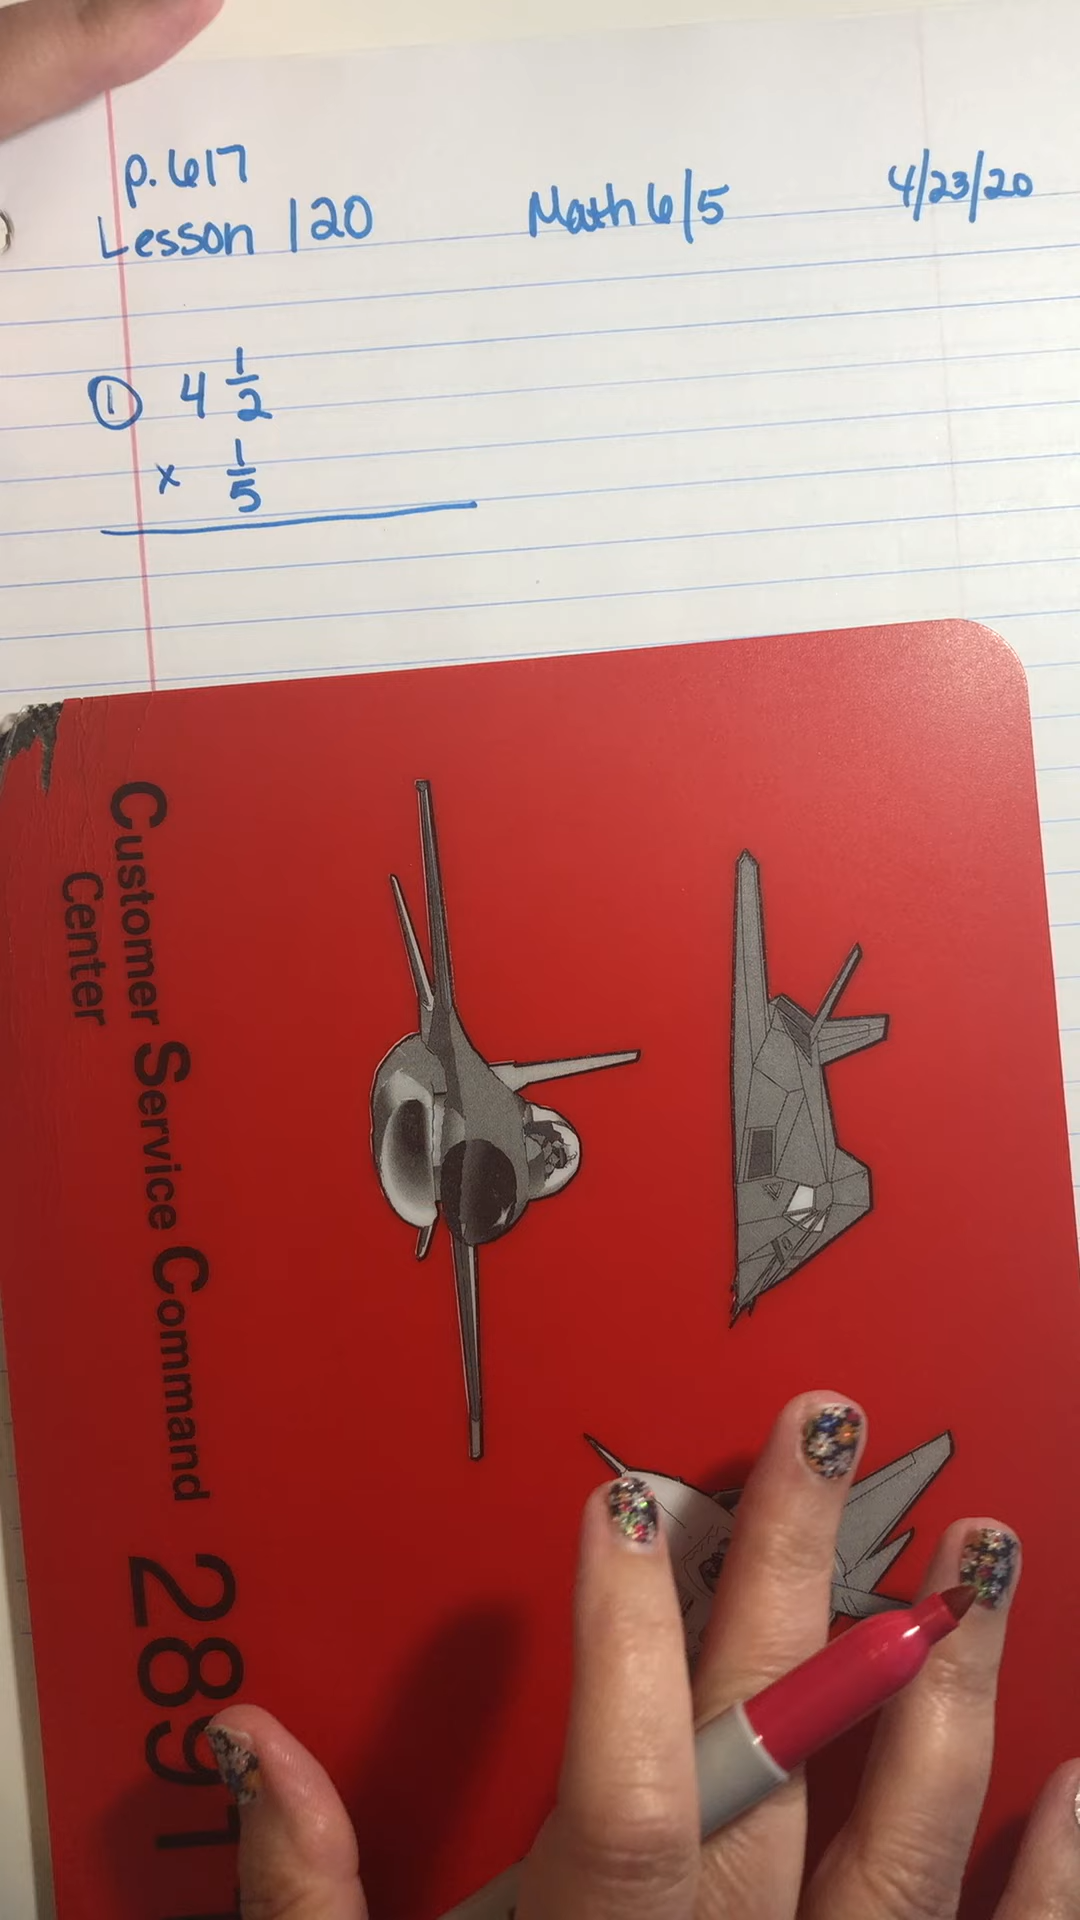 p. 617
Lesson 120 Math 6/5 4/23/20
① 4 1/2
x 1/5
Customer Service Command
Center